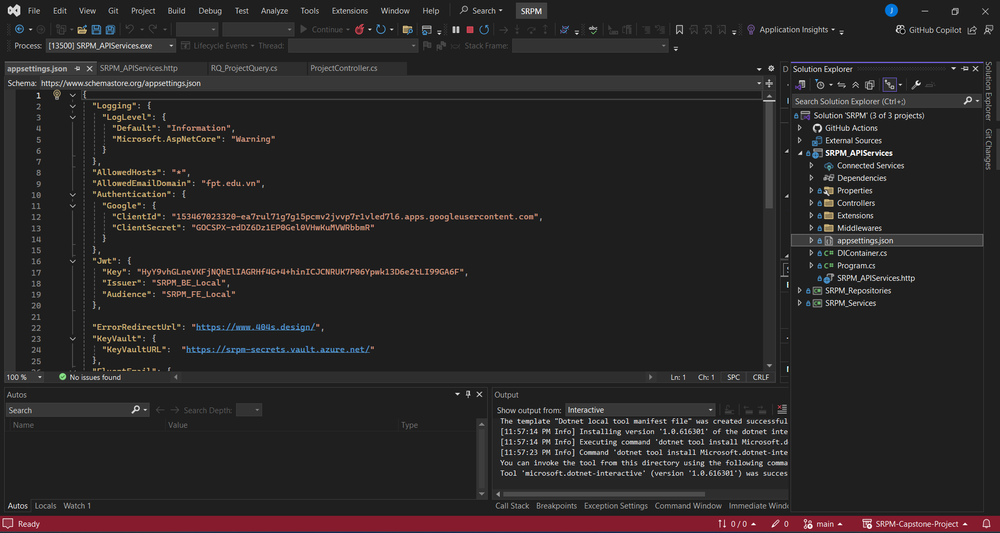 File Edit View Git Project Build Debug Test Analyze Tools Extensions Window Help Search SRPM J
Continue Application Insights GitHub Copilot
Process: [13500] SRPM_APIServices.exe Lifecycle Events Thread: Stack Frame:
appsettings.json SRPM_APIServices.http RQ_ProjectQuery.cs ProjectController.cs
Schema: https://www.schemastore.org/appsettings.json
1 {
2 "Logging": {
3 "LogLevel": {
4 "Default": "Information",
5 "Microsoft.AspNetCore": "Warning"
6 }
7 },
8 "AllowedHosts": "*",
9 "AllowedEmailDomain": "fpt.edu.vn",
10 "Authentication": {
11 "Google": {
12 "ClientId": "153467023320-ea7rul71g7g15pcmv2jvvp7r1vled7l6.apps.googleusercontent.com",
13 "ClientSecret": "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"
14 }
15 },
16 "Jwt": {
17 "Key": "HyY9vhGLneVKFjNQhElIAGRHf4G+4+hinICJCNRUK7P06Ypwk13D6e2tLI99GA6F",
18 "Issuer": "SRPM_BE_Local",
19 "Audience": "SRPM_FE_Local"
20 },
21
22 "ErrorRedirectUrl": "https://www.404s.design/",
23 "KeyVault": {
24 "KeyVaultURL": "https://srpm-secrets.vault.azure.net/"
25 },
26 "FluentEmail": {
100 % No issues found Ln: 1 Ch: 1 SPC CRLF
Solution Explorer
Search Solution Explorer (Ctrl+;)
Solution 'SRPM' (3 of 3 projects)
GitHub Actions
External Sources
SRPM_APIServices
Connected Services
Dependencies
Properties
Controllers
Extensions
Middlewares
appsettings.json
C# DIContainer.cs
C# Program.cs
SRPM_APIServices.http
C# SRPM_Repositories
C# SRPM_Services
Solution Explorer
Git Changes
Autos
Search Search Depth:
Name Value Type
Autos Locals Watch 1
Output
Show output from: Interactive
The template "Dotnet local tool manifest file" was created successful
[11:57:14 PM Info] Installing version '1.0.616301' of the dotnet inte
[11:57:14 PM Info] Executing command 'dotnet tool install Microsoft.d
[11:57:23 PM Info] Command 'dotnet tool install Microsoft.dotnet-inte
You can invoke the tool from this directory using the following comma
Tool 'microsoft.dotnet-interactive' (version '1.0.616301') was succes
Call Stack Breakpoints Exception Settings Command Window Immediate Windo
Ready 0 / 0 0 main SRPM-Capstone-Project